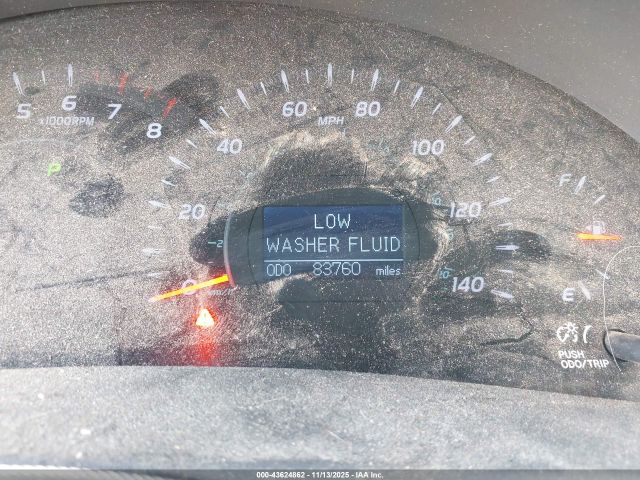 5 6 7 8
x1000RPM
P
0 20 40 60 80 100 120 140
MPH
LOW
WASHER FLUID
ODO 83760 miles
F
E
PUSH
ODO/TRIP
000-43624862 - 11/13/2025 - IAA Inc.